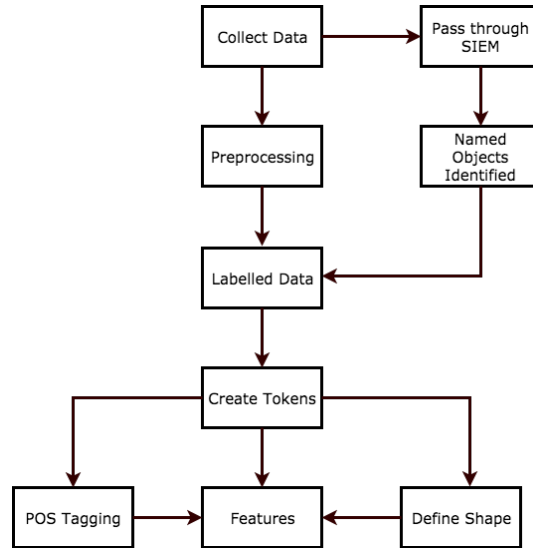 Collect Data
Pass through
SIEM
Preprocessing
Named
Objects
Identified
Labelled Data
Create Tokens
POS Tagging
Features
Define Shape